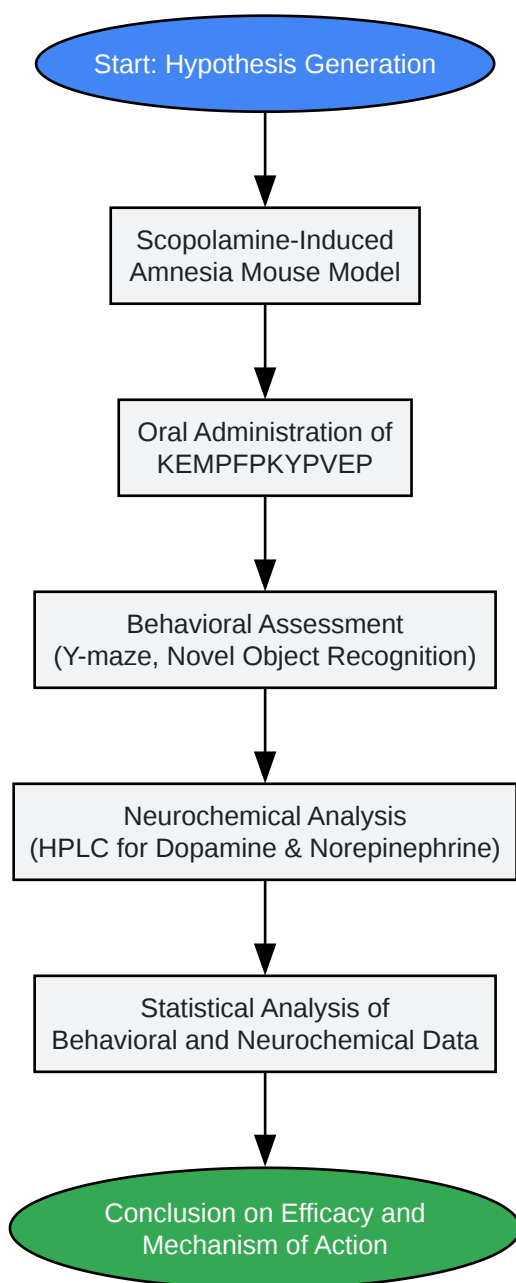 Start: Hypothesis Generation
Scopolamine-Induced
Amnesia Mouse Model
Oral Administration of
KEMPFPKYPVEP
Behavioral Assessment
(Y-maze, Novel Object Recognition)
Neurochemical Analysis
(HPLC for Dopamine & Norepinephrine)
Statistical Analysis of
Behavioral and Neurochemical Data
Conclusion on Efficacy and
Mechanism of Action